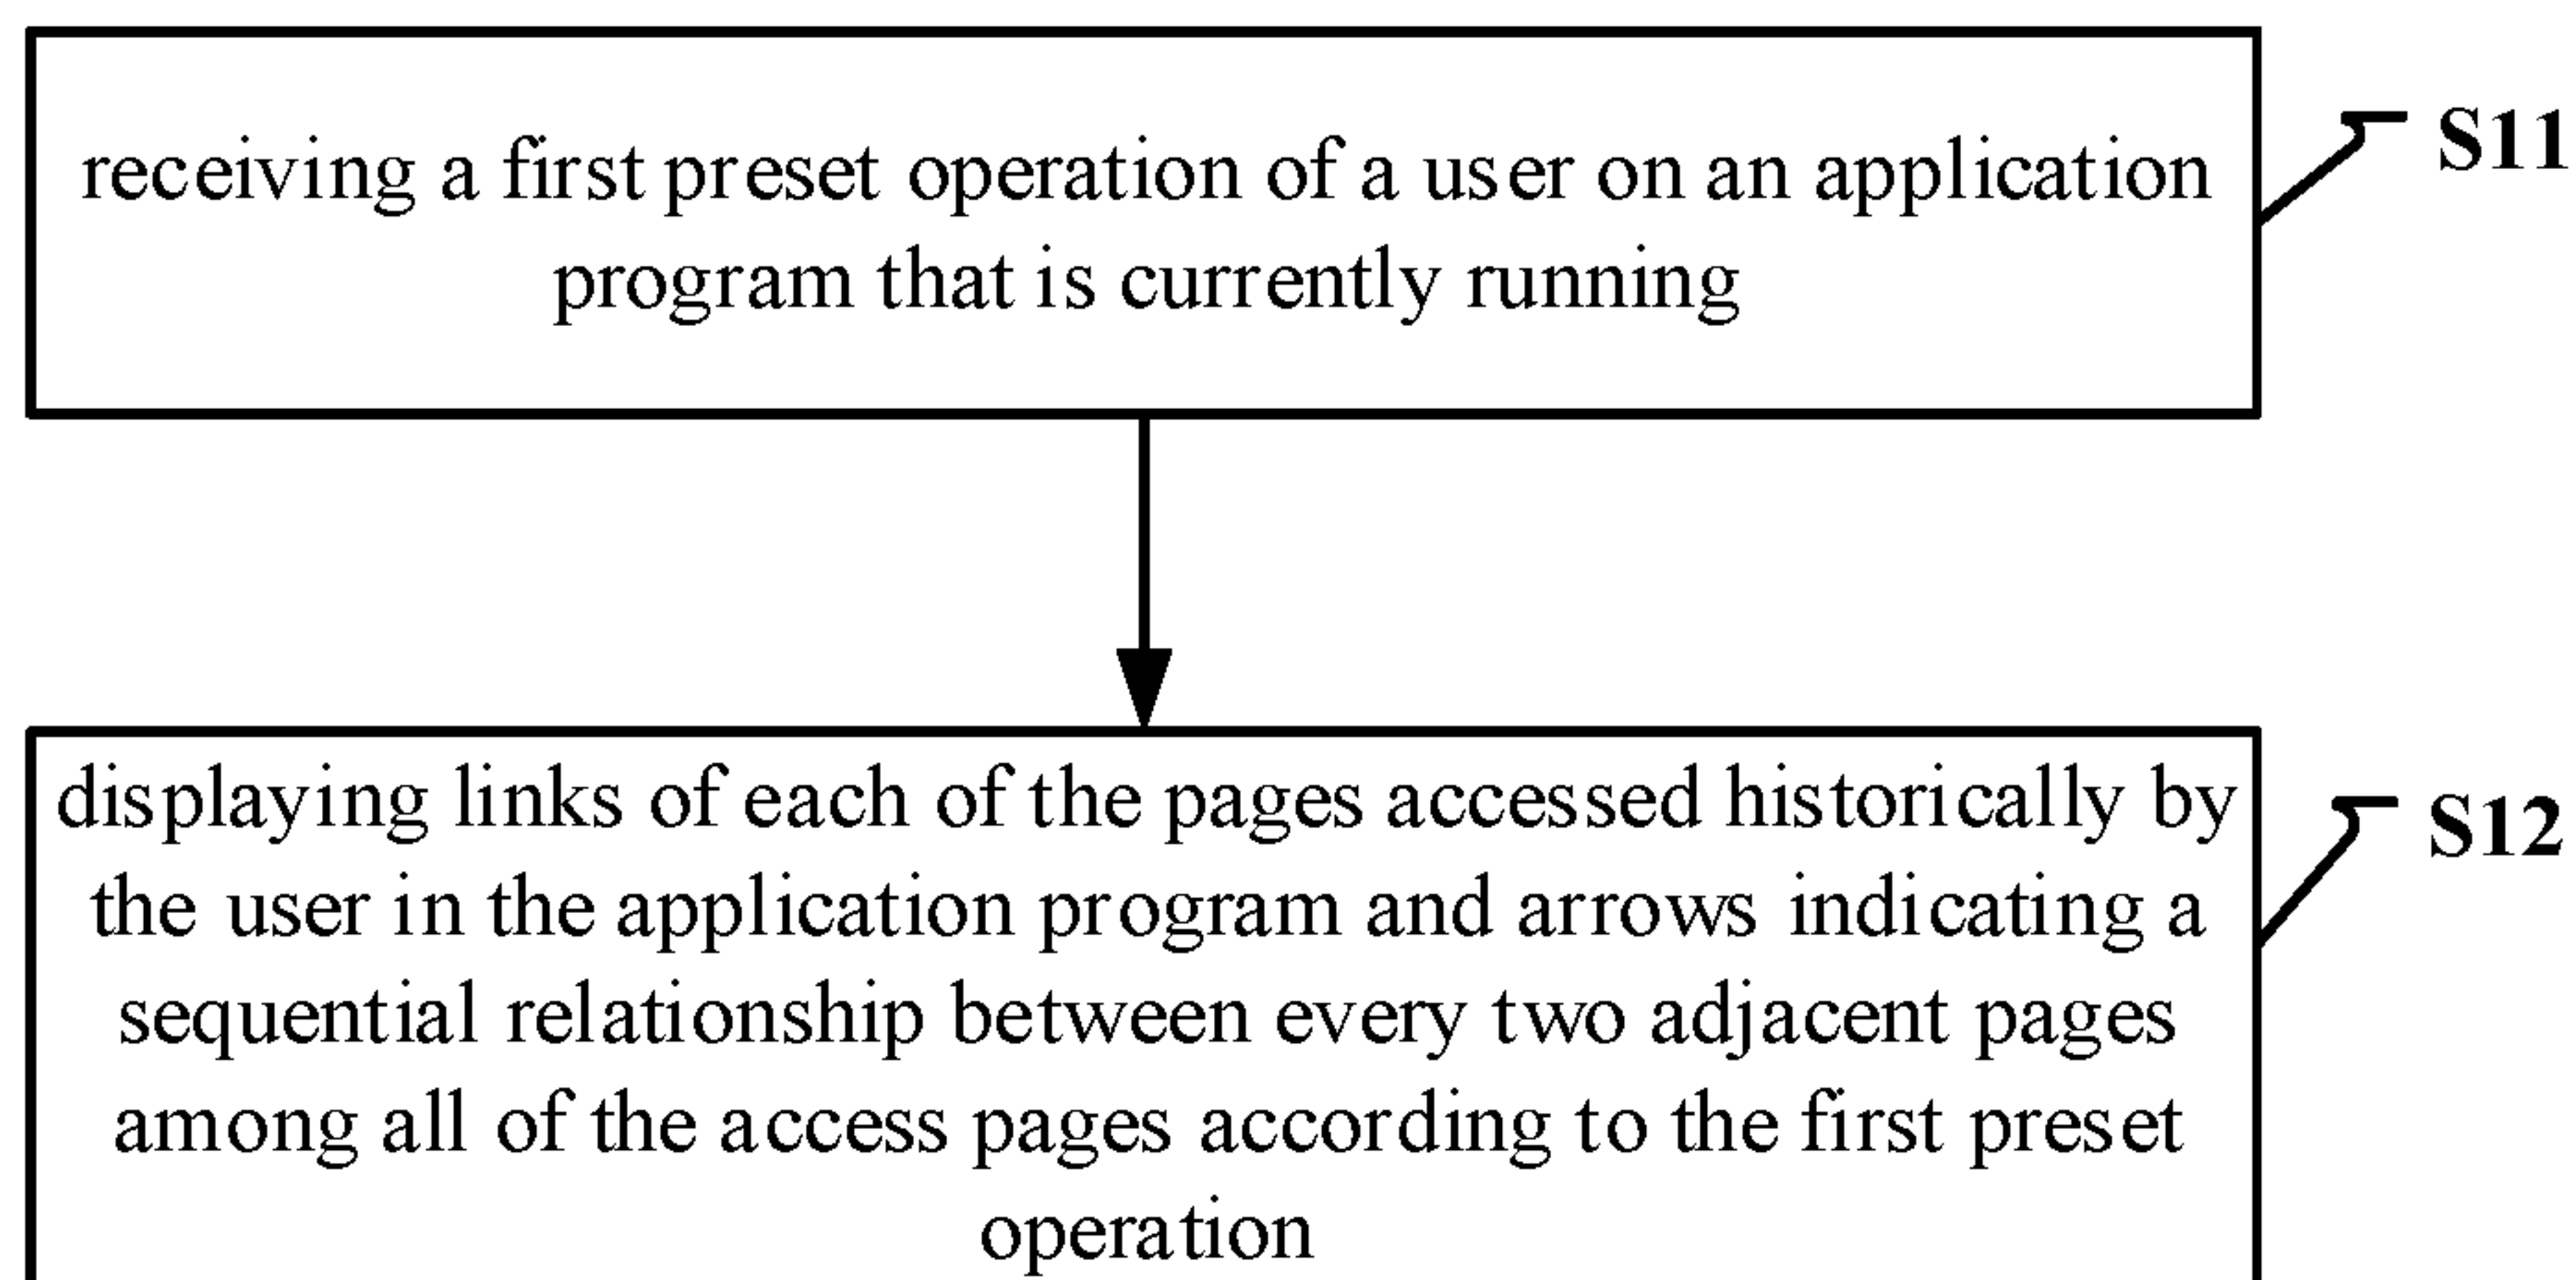 receiving a first preset operation of a user on an application
program that is currently running
S11
displaying links of each of the pages accessed historically by
the user in the application program and arrows indicating a
sequential relationship between every two adjacent pages
among all of the access pages according to the first preset
operation
S12